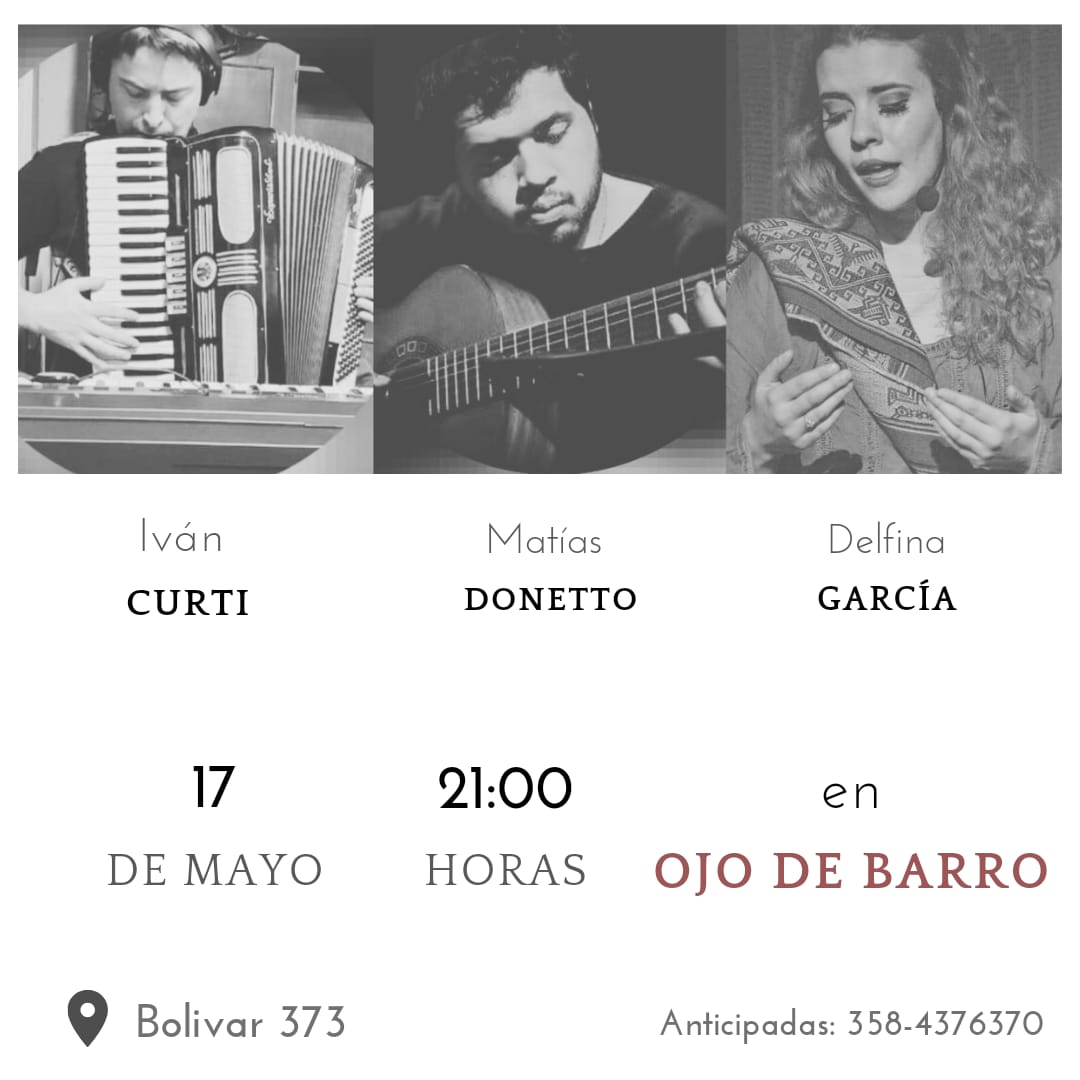 Iván
CURTI
Matías
DONETTO
Delfina
GARCÍA
17
DE MAYO
21:00
HORAS
en
OJO DE BARRO
Bolivar 373
Anticipadas: 358-4376370